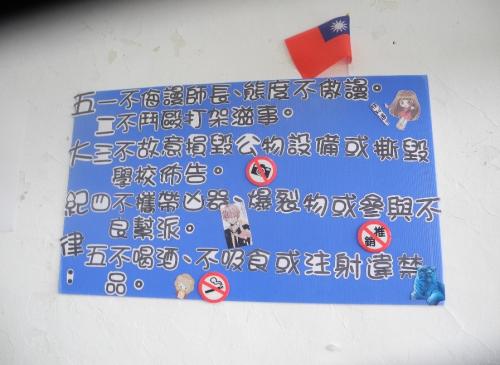 五大紀律：
一不侮謾師長、態度不傲謾。
二不鬥毆打架滋事。
三不故意損毀公物設備或撕毀
學校佈告。
四不攜帶凶器、爆裂物或參與不
良幫派。
五不喝酒、不吸食或注射違禁
品。
推銷